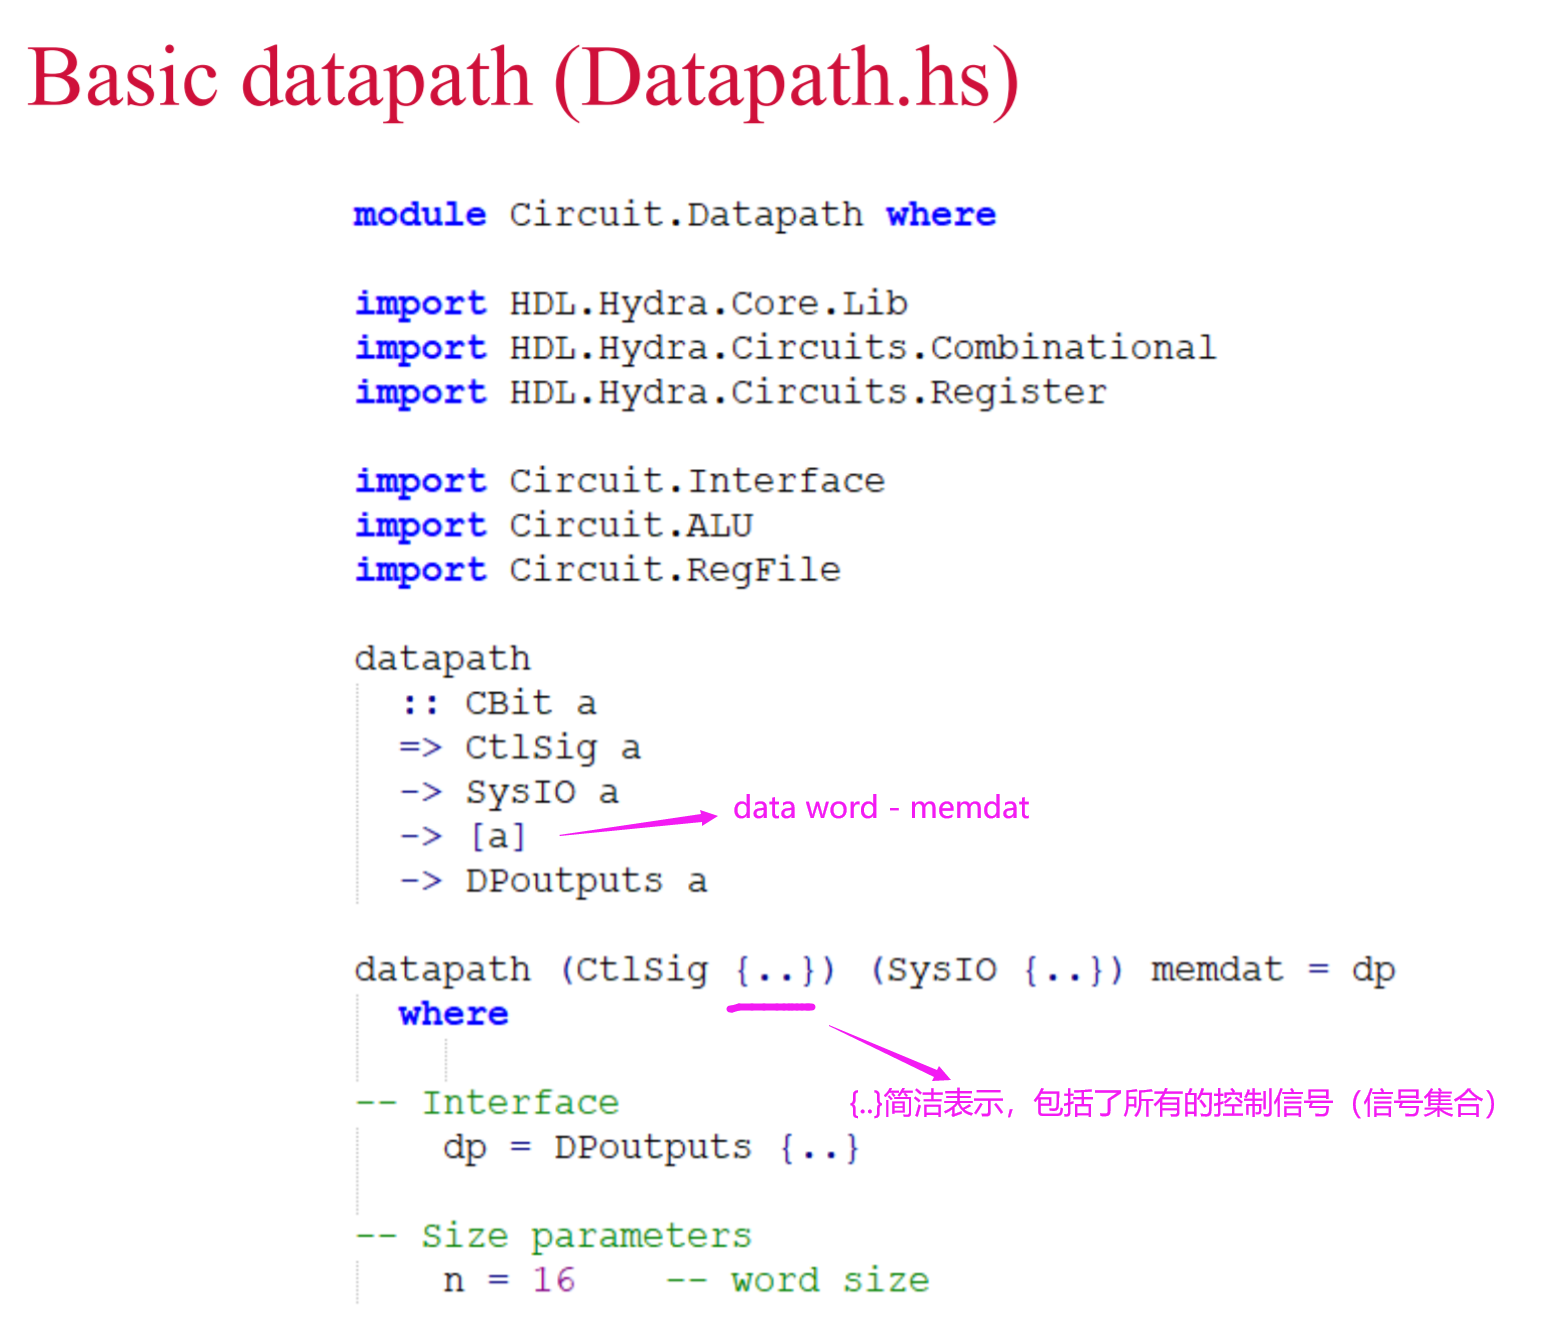 Basic datapath (Datapath.hs)
module Circuit.Datapath where
import HDL.Hydra.Core.Lib
import HDL.Hydra.Circuits.Combinational
import HDL.Hydra.Circuits.Register
import Circuit.Interface
import Circuit.ALU
import Circuit.RegFile
datapath
:: CBit a
=> CtlSig a
-> SysIO a
data word - memdat
-> [a]
-> DPoutputs a
datapath (CtlSig {..}) (SysIO {..}) memdat = dp
where
-- Interface
{..}简洁表示，包括了所有的控制信号（信号集合）
dp = DPoutputs {..}
-- Size parameters
n = 16 -- word size